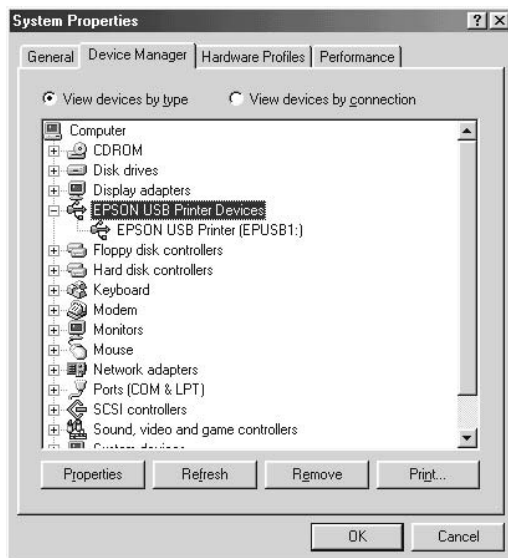 System Properties
General Device Manager Hardware Profiles Performance
View devices by type View devices by connection
Computer
CDROM
Disk drives
Display adapters
EPSON USB Printer Devices
EPSON USB Printer (EPUSB1:)
Floppy disk controllers
Hard disk controllers
Keyboard
Modem
Monitors
Mouse
Network adapters
Ports (COM & LPT)
SCSI controllers
Sound, video and game controllers
Properties Refresh Remove Print...
OK Cancel